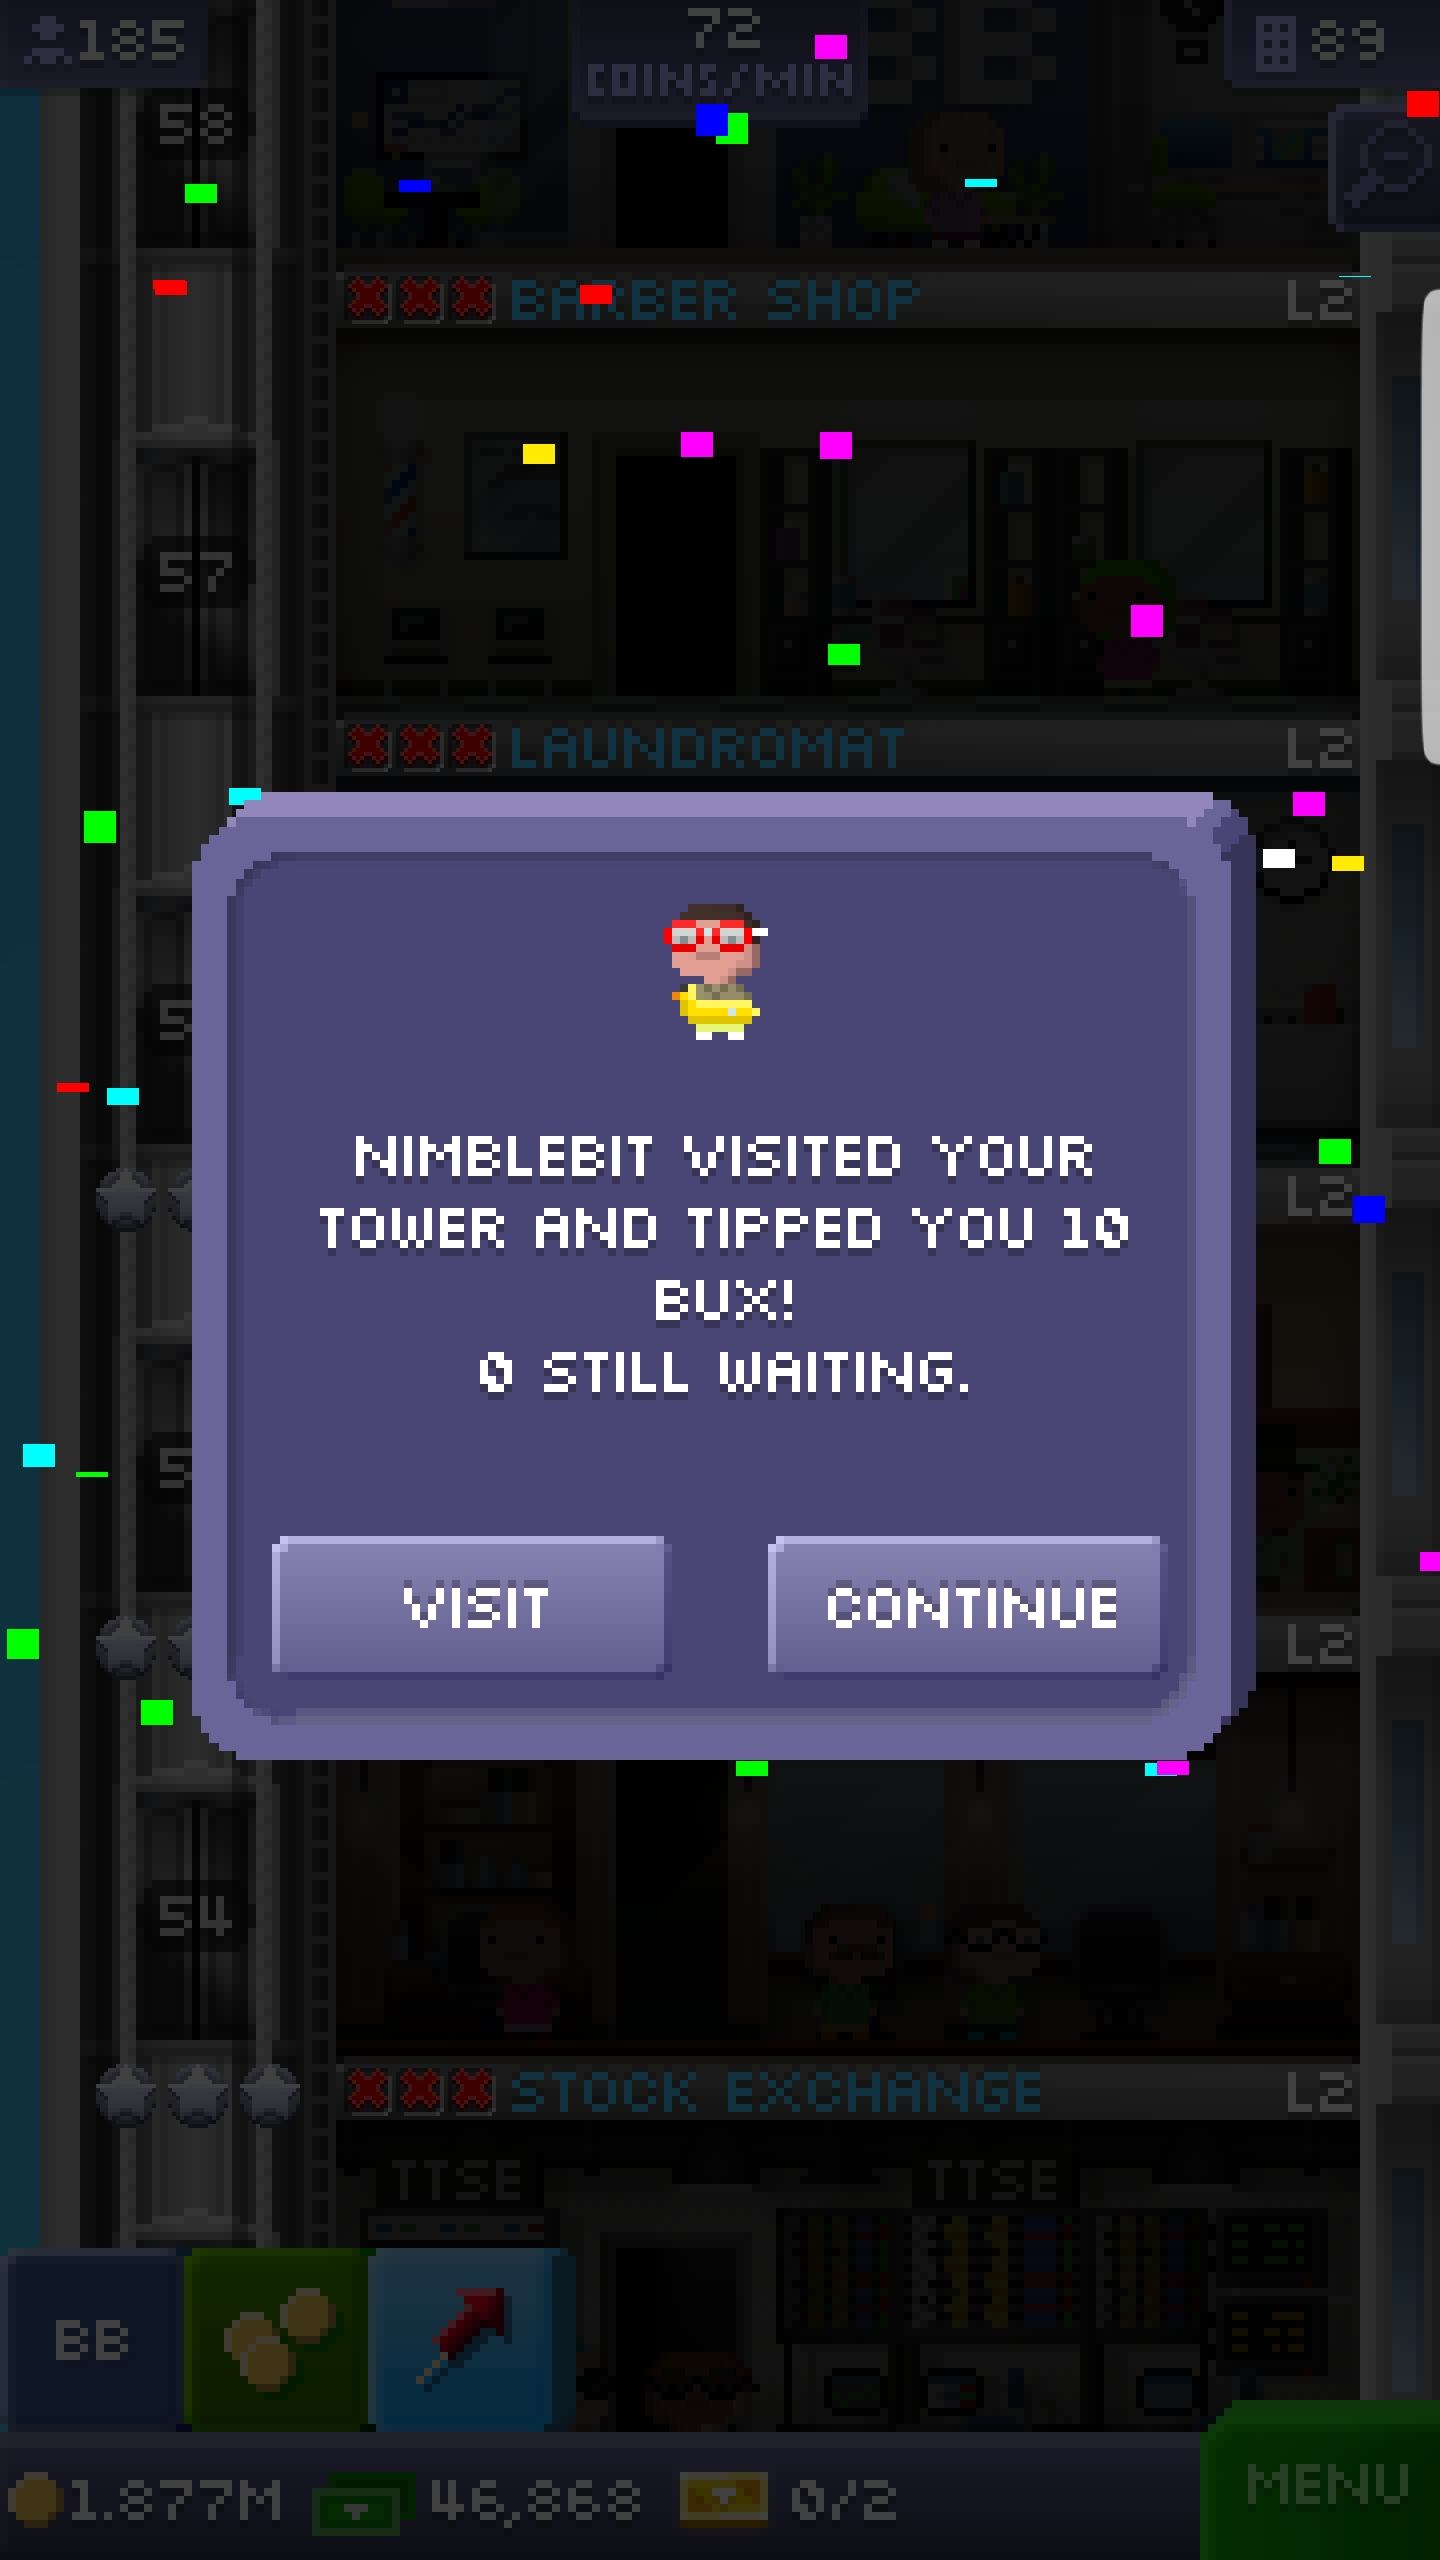 185
72
COINS/MIN
89
58
BARBER SHOP L2
57
LAUNDROMAT L2
NIMBLEBIT VISITED YOUR
TOWER AND TIPPED YOU 10
BUX!
0 STILL WAITING.
L2
VISIT CONTINUE
L2
54
STOCK EXCHANGE L2
TTSE TTSE
BB
1.877M 46,868 0/2
MENU